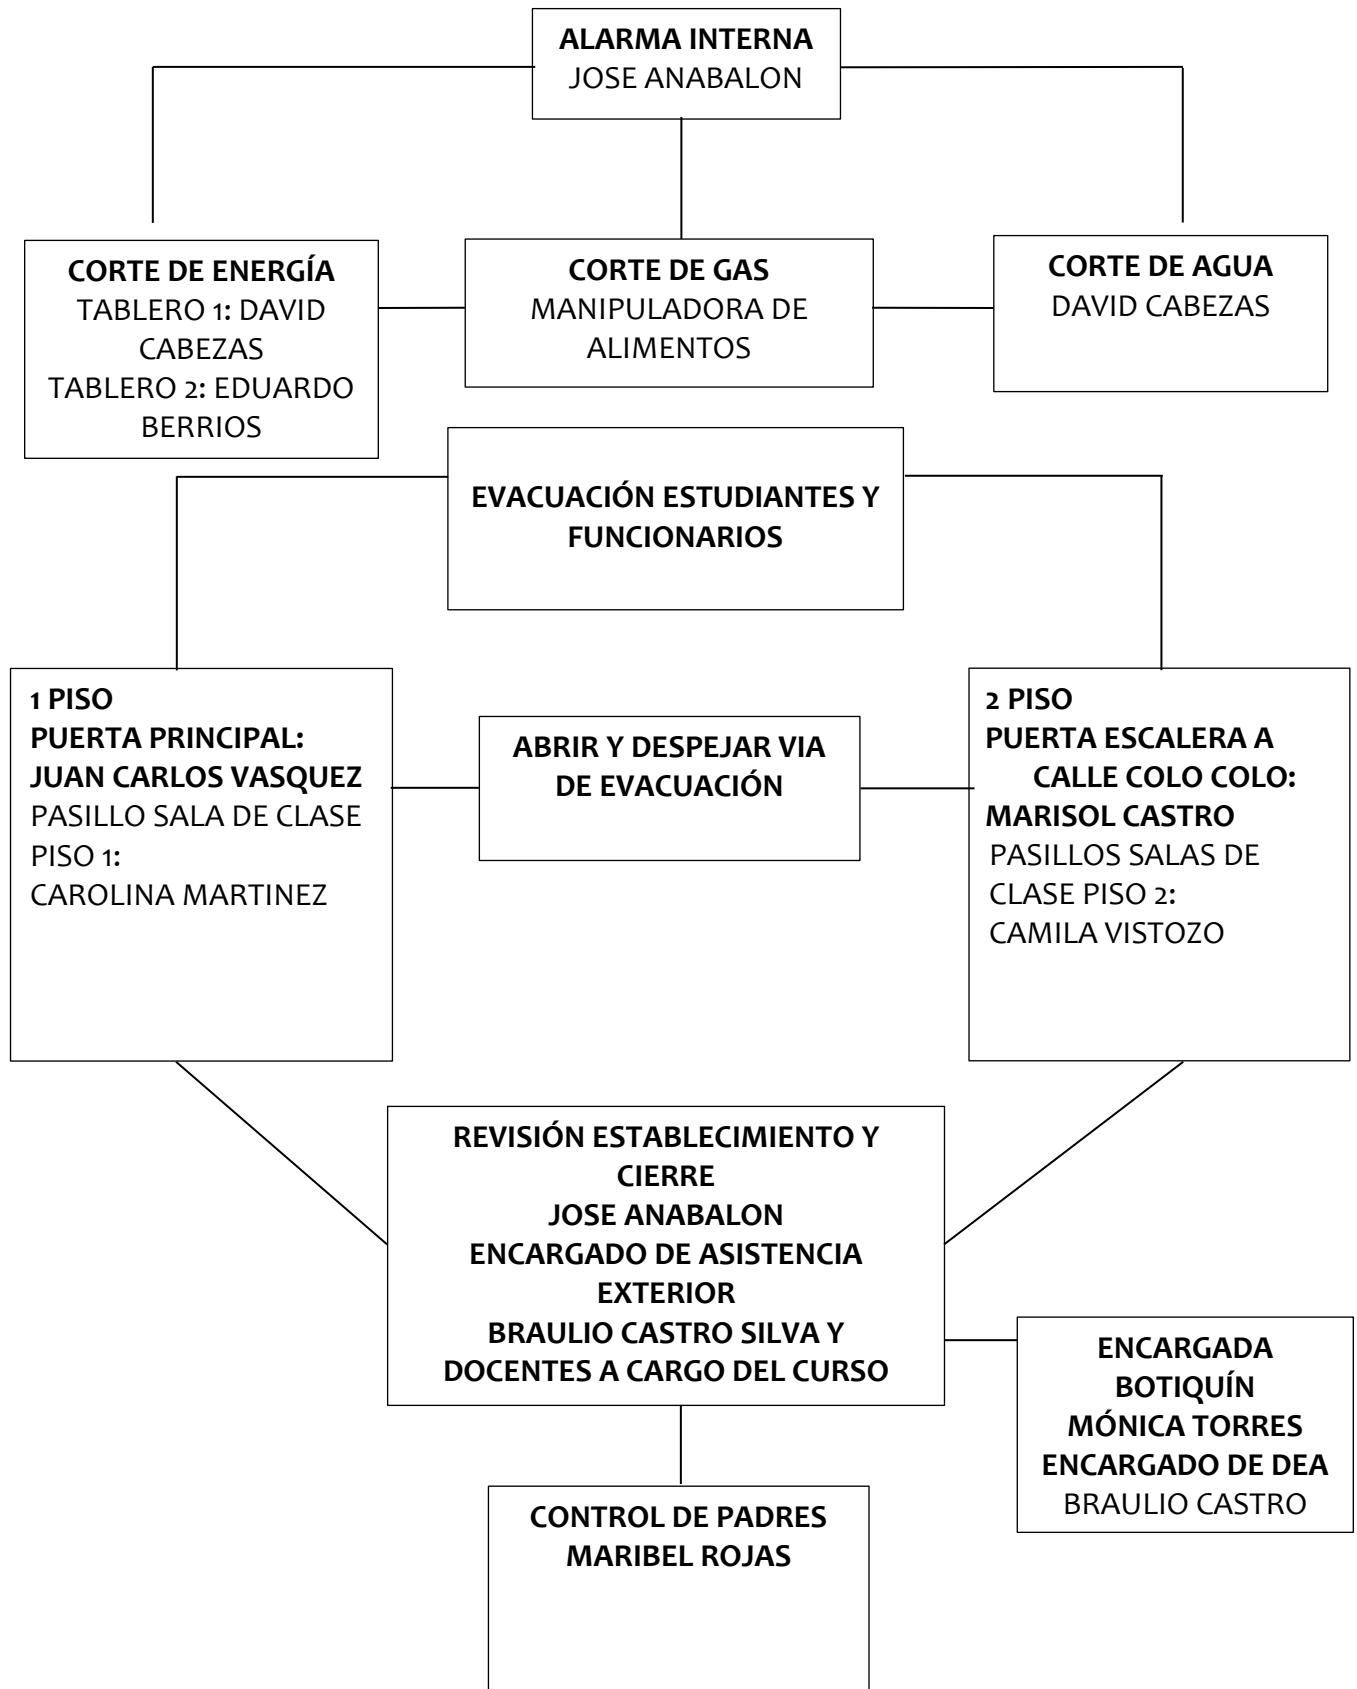 ALARMA INTERNA
JOSE ANABALON
CORTE DE ENERGÍA
TABLERO 1: DAVID
CABEZAS
TABLERO 2: EDUARDO
BERRIOS
CORTE DE GAS
MANIPULADORA DE
ALIMENTOS
CORTE DE AGUA
DAVID CABEZAS
EVACUACIÓN ESTUDIANTES Y
FUNCIONARIOS
1 PISO
PUERTA PRINCIPAL:
JUAN CARLOS VASQUEZ
PASILLO SALA DE CLASE
PISO 1:
CAROLINA MARTINEZ
ABRIR Y DESPEJAR VIA
DE EVACUACIÓN
2 PISO
PUERTA ESCALERA A
CALLE COLO COLO:
MARISOL CASTRO
PASILLOS SALAS DE
CLASE PISO 2:
CAMILA VISTOZO
REVISIÓN ESTABLECIMIENTO Y
CIERRE
JOSE ANABALON
ENCARGADO DE ASISTENCIA
EXTERIOR
BRAULIO CASTRO SILVA Y
DOCENTES A CARGO DEL CURSO
ENCARGADA
BOTIQUÍN
MÓNICA TORRES
ENCARGADO DE DEA
BRAULIO CASTRO
CONTROL DE PADRES
MARIBEL ROJAS